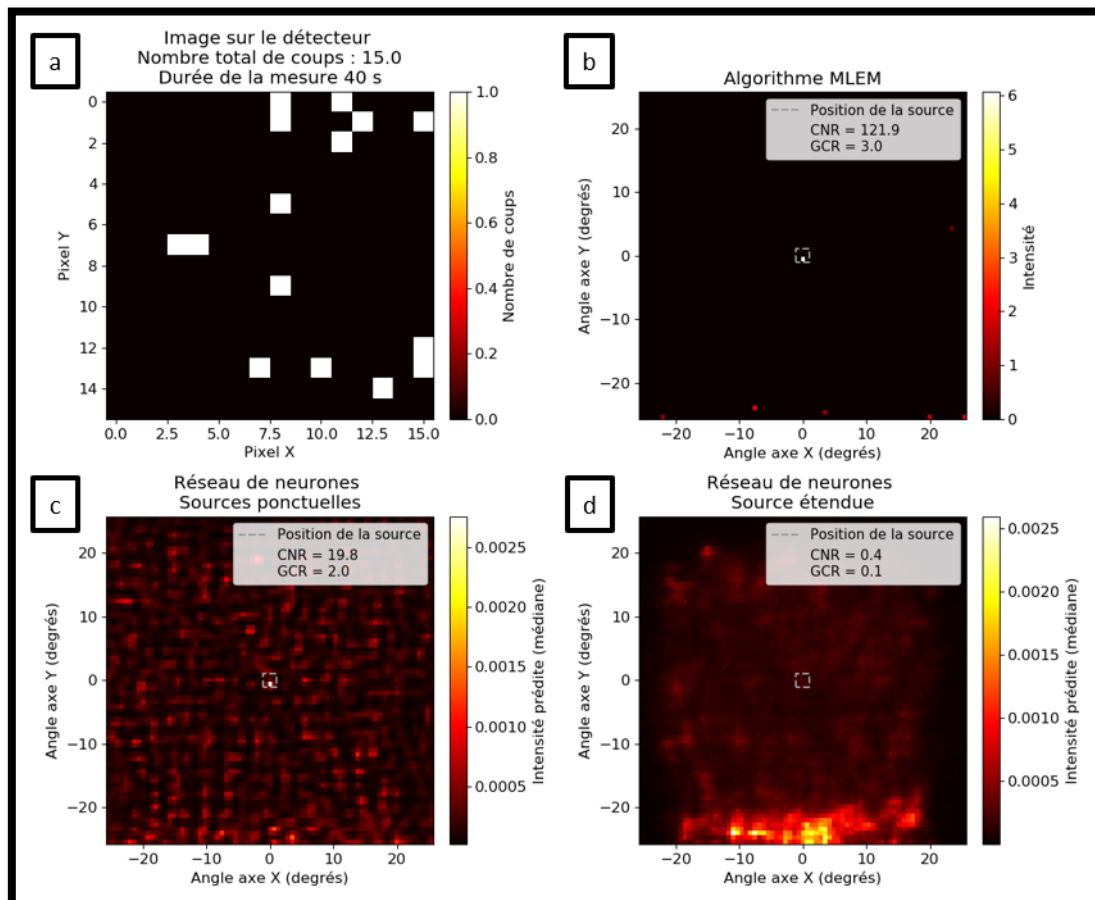 a
Image sur le détecteur
Nombre total de coups : 15.0
Durée de la mesure 40 s
0
2
4
6
8
10
12
14
Pixel Y
0.0
2.5
5.0
7.5
10.0
12.5
15.0
Pixel X
1.0
0.8
0.6
0.4
0.2
0.0
Nombre de coups
b
Algorithme MLEM
Position de la source
CNR = 121.9
GCR = 3.0
20
10
0
−10
−20
Angle axe Y (degrés)
−20
−10
0
10
20
Angle axe X (degrés)
6
5
4
3
2
1
0
Intensité
c
Réseau de neurones
Sources ponctuelles
Position de la source
CNR = 19.8
GCR = 2.0
20
10
0
−10
−20
Angle axe Y (degrés)
−20
−10
0
10
20
Angle axe X (degrés)
0.0025
0.0020
0.0015
0.0010
0.0005
Intensité prédite (médiane)
d
Réseau de neurones
Source étendue
Position de la source
CNR = 0.4
GCR = 0.1
20
10
0
−10
−20
Angle axe Y (degrés)
−20
−10
0
10
20
Angle axe X (degrés)
0.0025
0.0020
0.0015
0.0010
0.0005
Intensité prédite (médiane)